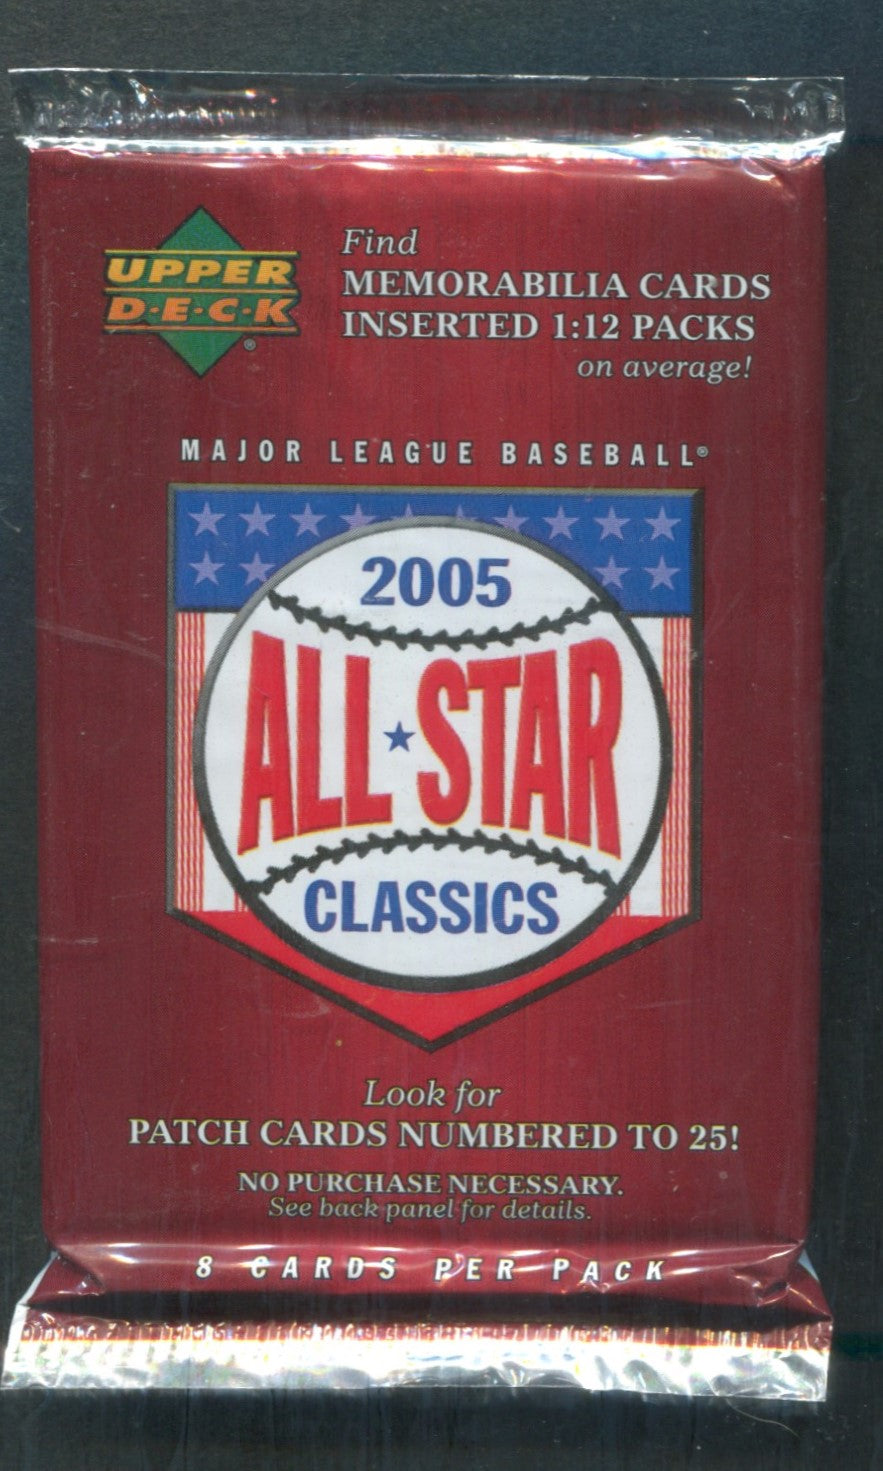 UPPER
D·E·C·K
®
Find
MEMORABILIA CARDS
INSERTED 1:12 PACKS
on average!
MAJOR LEAGUE BASEBALL®
2005
ALL★STAR
CLASSICS
Look for
PATCH CARDS NUMBERED TO 25!
NO PURCHASE NECESSARY.
See back panel for details.
8 CARDS PER PACK